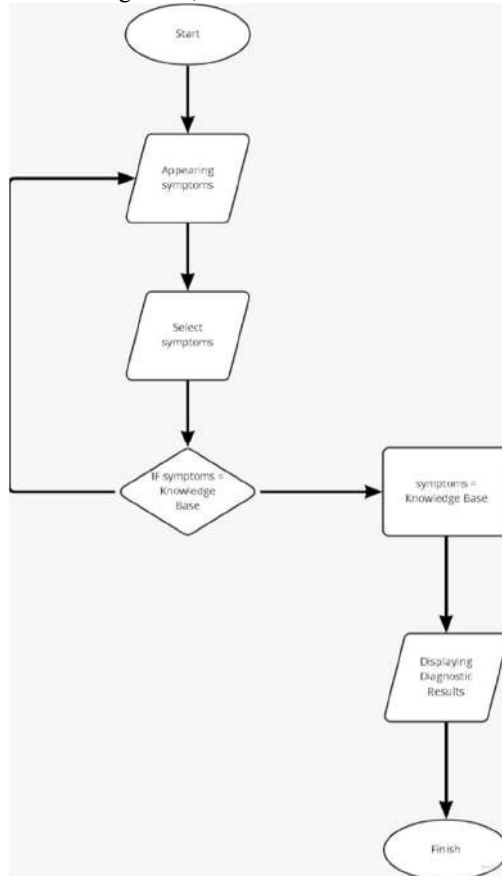 Start
Appearing
symptoms
Select
symptoms
IF symptoms =
Knowledge
Base
symptoms =
Knowledge Base
Displaying
Diagnostic
Results
Finish